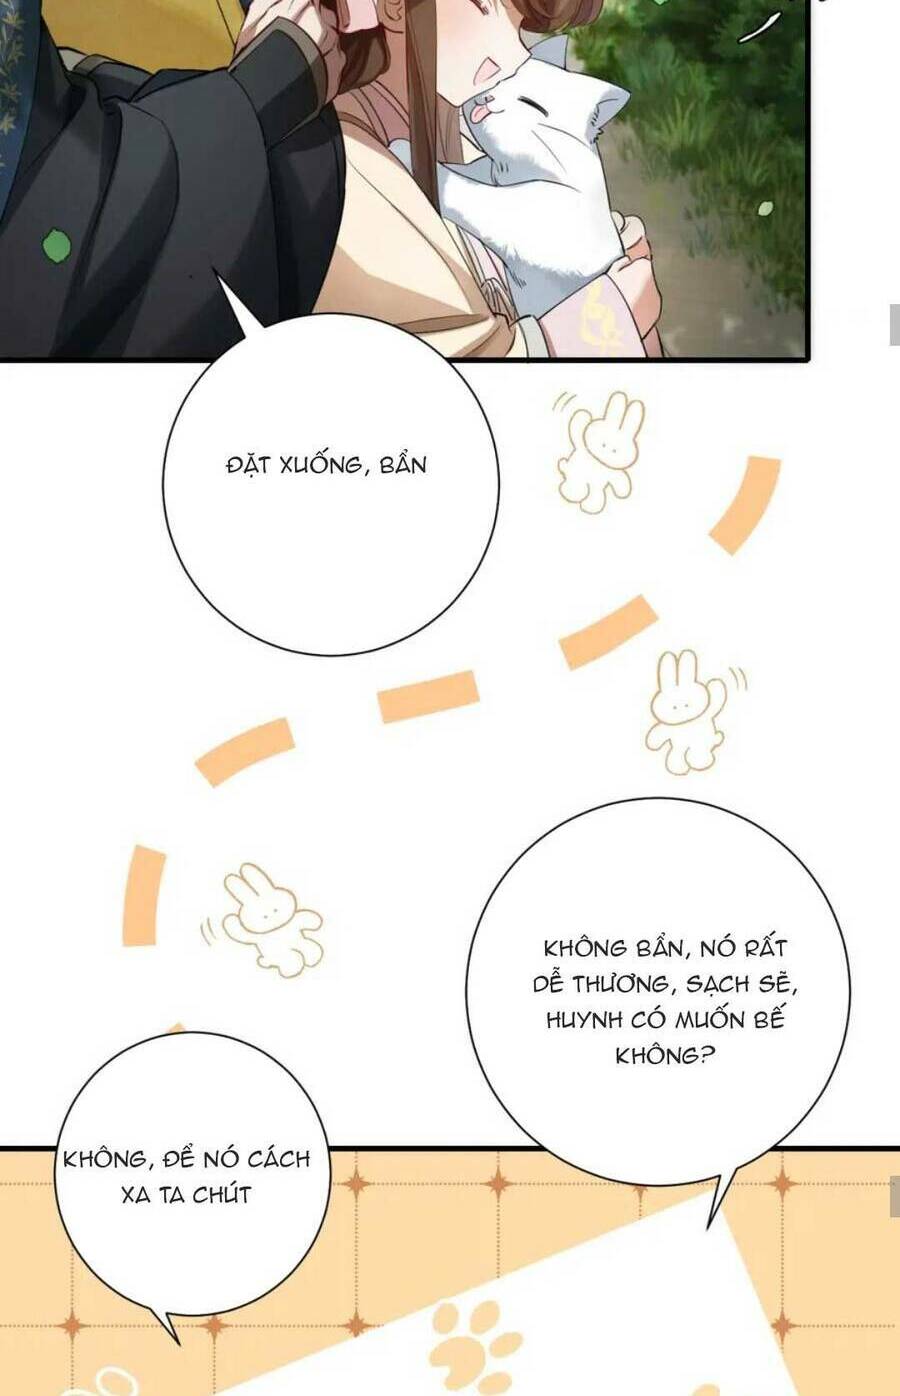 ĐẶT XUỐNG, BẨN
KHÔNG BẨN, NÓ RẤT
DỄ THƯƠNG, SẠCH SẼ,
HUYNH CÓ MUỐN BẾ
KHÔNG?
KHÔNG, ĐỂ NÓ CÁCH
XA TA CHÚT